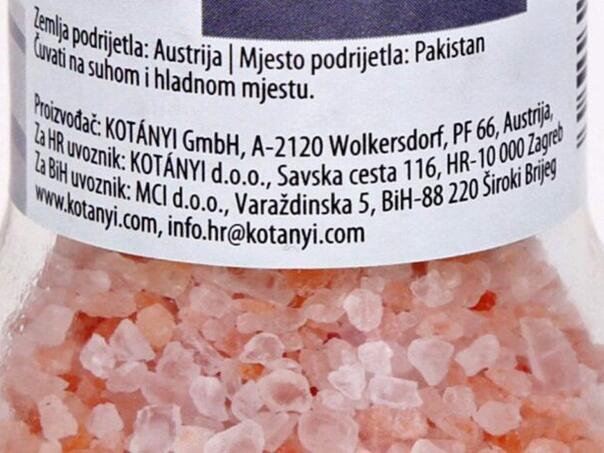 Zemlja podrijetla: Austrija | Mjesto podrijetla: Pakistan
Čuvati na suhom i hladnom mjestu.
Proizvođač: KOTÁNYI GmbH, A-2120 Wolkersdorf, PF 66, Austrija,
Za HR uvoznik: KOTÁNYI d.o.o., Savska cesta 116, HR-10 000 Zagreb
Za BiH uvoznik: MCI d.o.o., Varaždinska 5, BiH-88 220 Široki Brijeg
www.kotanyi.com, info.hr@kotanyi.com